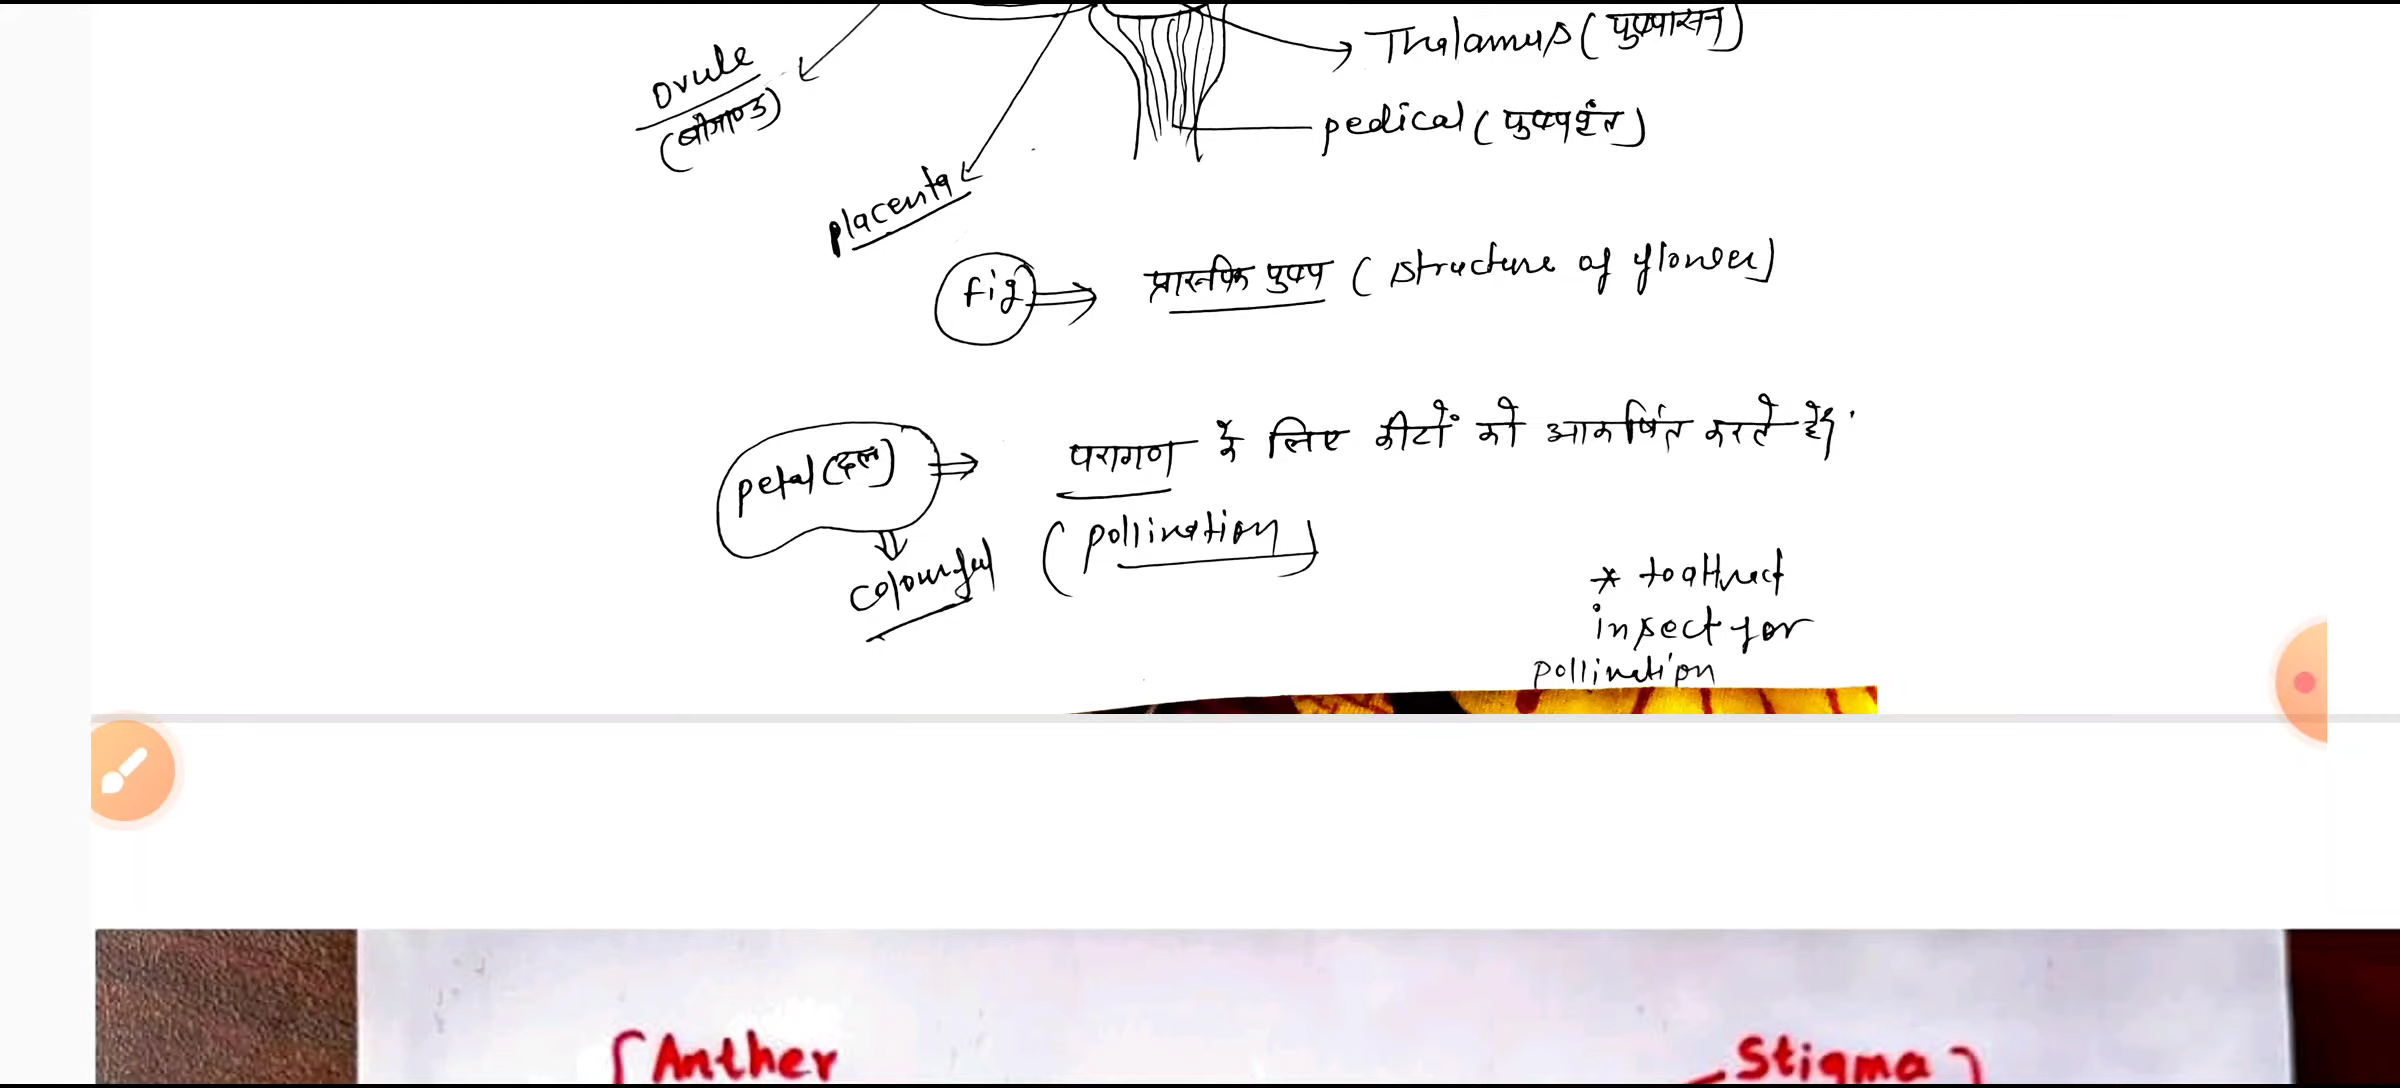 Thalamus (पुष्पासन)
ovule
(बीजाण्ड)
pedical (पुष्पवृंत)
placenta
fig ⇒ प्रारूपिक पुष्प (structure of flower)
petal (दल) ⇒ परागण के लिए कीटों को आकर्षित करते हैं।
(pollination)
colourful
* to attract
insect for
pollination
Anther
Stigma